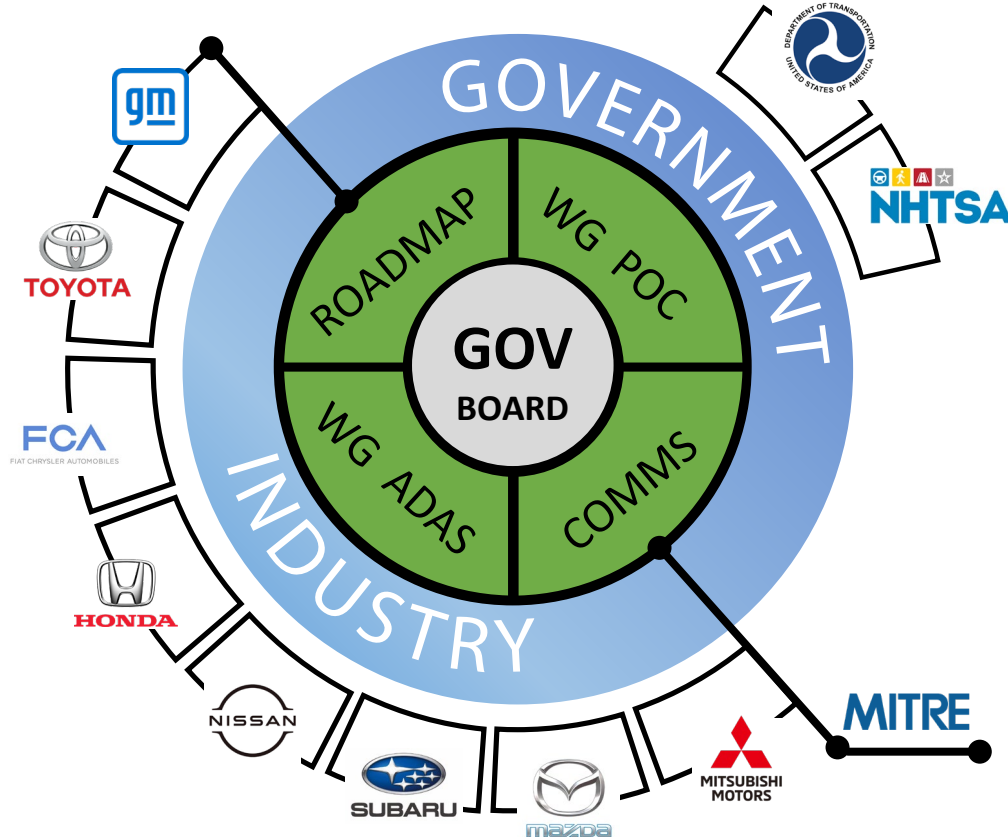 DEPARTMENT OF TRANSPORTATION
UNITED STATES OF AMERICA
gm
GOVERNMENT
NHTSA
TOYOTA
ROADMAP
WG POC
GOV
BOARD
FCA
FIAT CHRYSLER AUTOMOBILES
WG ADAS
COMMS
INDUSTRY
HONDA
NISSAN
SUBARU
mazda
MITSUBISHI
MOTORS
MITRE